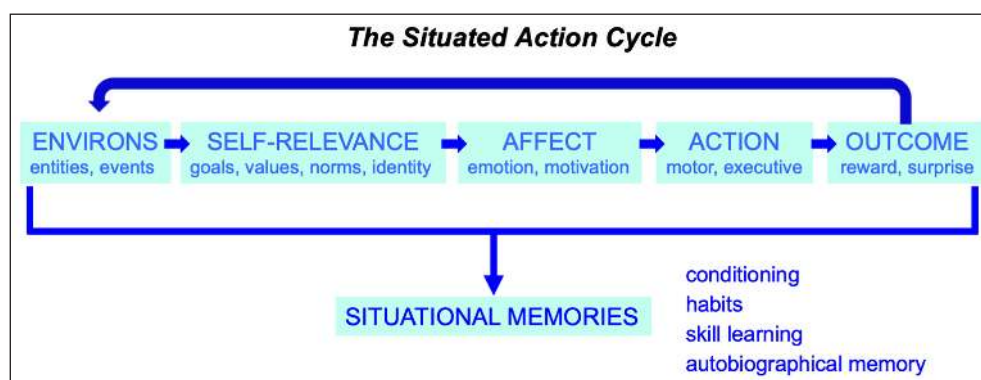 The Situated Action Cycle
ENVIRONS
entities, events
SELF-RELEVANCE
goals, values, norms, identity
AFFECT
emotion, motivation
ACTION
motor, executive
OUTCOME
reward, surprise
SITUATIONAL MEMORIES
conditioning
habits
skill learning
autobiographical memory